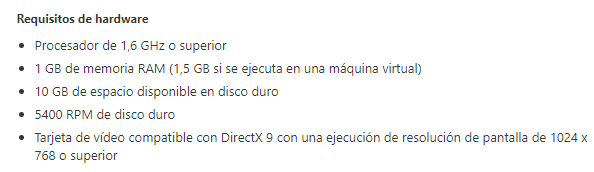 Requisitos de hardware
• Procesador de 1,6 GHz o superior
• 1 GB de memoria RAM (1,5 GB si se ejecuta en una máquina virtual)
• 10 GB de espacio disponible en disco duro
• 5400 RPM de disco duro
• Tarjeta de vídeo compatible con DirectX 9 con una ejecución de resolución de pantalla de 1024 x
768 o superior